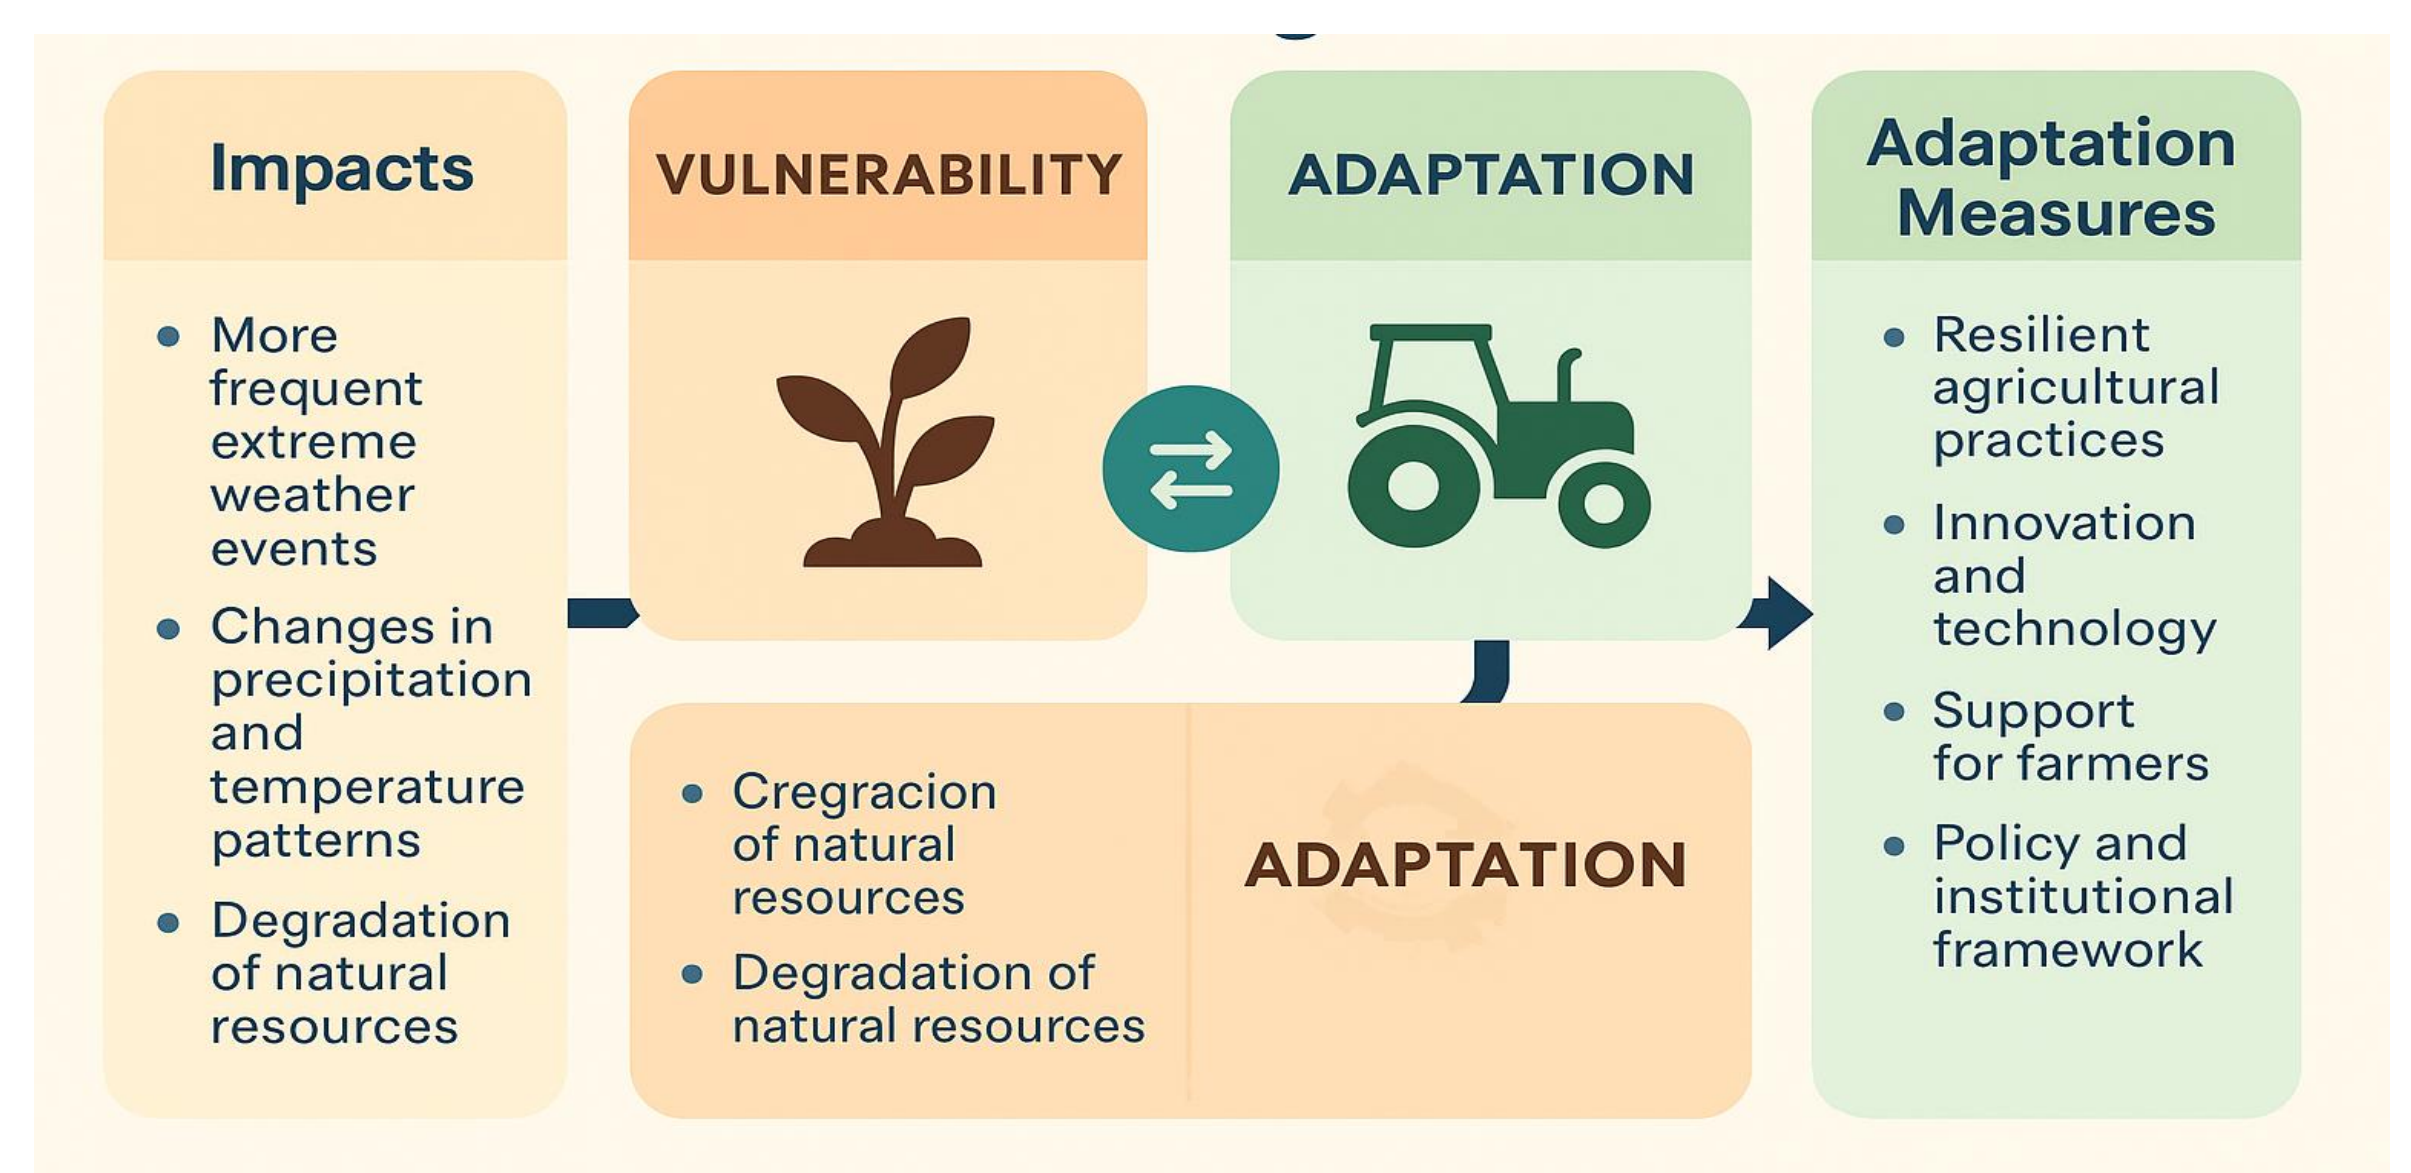 Impacts
• More
frequent
extreme
weather
events
• Changes in
precipitation
and
temperature
patterns
• Degradation
of natural
resources
VULNERABILITY
ADAPTATION
• Cregracion
of natural
resources
• Degradation of
natural resources
ADAPTATION
Adaptation
Measures
• Resilient
agricultural
practices
• Innovation
and
technology
• Support
for farmers
• Policy and
institutional
framework